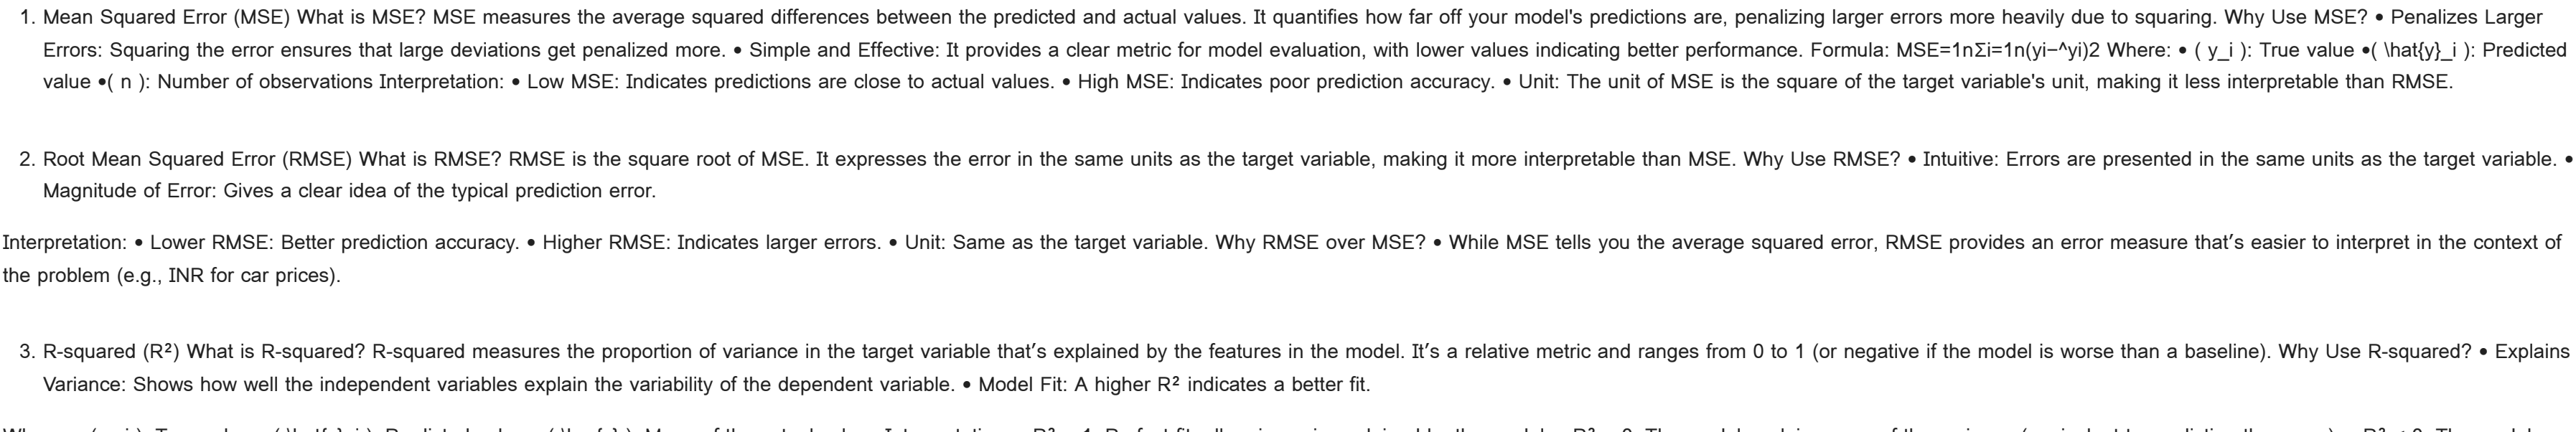 1. Mean Squared Error (MSE) What is MSE? MSE measures the average squared differences between the predicted and actual values. It quantifies how far off your model's predictions are, penalizing larger errors more heavily due to squaring. Why Use MSE? • Penalizes Larger
Errors: Squaring the error ensures that large deviations get penalized more. • Simple and Effective: It provides a clear metric for model evaluation, with lower values indicating better performance. Formula: MSE=1nΣi=1n(yi−^yi)2 Where: • ( y_i ): True value •( \hat{y}_i ): Predicted
value •( n ): Number of observations Interpretation: • Low MSE: Indicates predictions are close to actual values. • High MSE: Indicates poor prediction accuracy. • Unit: The unit of MSE is the square of the target variable's unit, making it less interpretable than RMSE.
2. Root Mean Squared Error (RMSE) What is RMSE? RMSE is the square root of MSE. It expresses the error in the same units as the target variable, making it more interpretable than MSE. Why Use RMSE? • Intuitive: Errors are presented in the same units as the target variable. •
Magnitude of Error: Gives a clear idea of the typical prediction error.
Interpretation: • Lower RMSE: Better prediction accuracy. • Higher RMSE: Indicates larger errors. • Unit: Same as the target variable. Why RMSE over MSE? • While MSE tells you the average squared error, RMSE provides an error measure that’s easier to interpret in the context of
the problem (e.g., INR for car prices).
3. R-squared (R²) What is R-squared? R-squared measures the proportion of variance in the target variable that’s explained by the features in the model. It’s a relative metric and ranges from 0 to 1 (or negative if the model is worse than a baseline). Why Use R-squared? • Explains
Variance: Shows how well the independent variables explain the variability of the dependent variable. • Model Fit: A higher R² indicates a better fit.